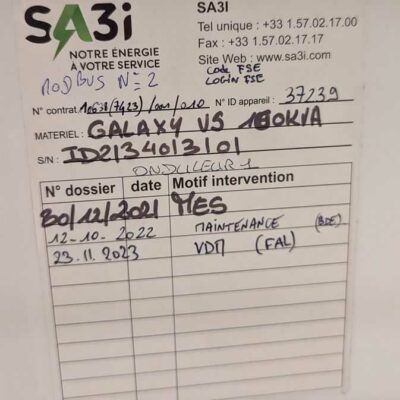 SA3i
NOTRE ÉNERGIE
À VOTRE SERVICE
SA3I
Tel unique : +33 1.57.02.17.00
Fax : +33 1.57.02.17.17
Site Web : www.sa3i.com
Code FSE
LOGIN FSE
MODBUS N°2
N° contrat
N° ID appareil : 37239
MATERIEL : GALAXY VS
S/N : ID2134013101
ONDULEUR 1
N° dossier date Motif intervention
30/12/2021 MES
12-10-2022 MAINTENANCE (BDE)
23.11.2023 VDM (FAL)